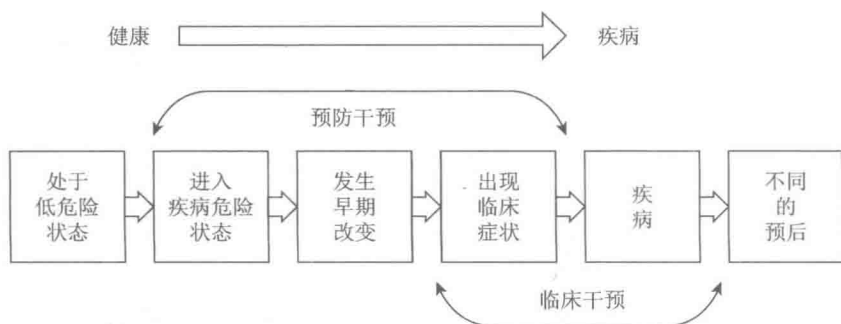 健康
疾病
预防干预
处于
低危险
状态
进入
疾病危险
状态
发生
早期
改变
出现
临床
症状
疾
病
不同
的
预后
临床干预